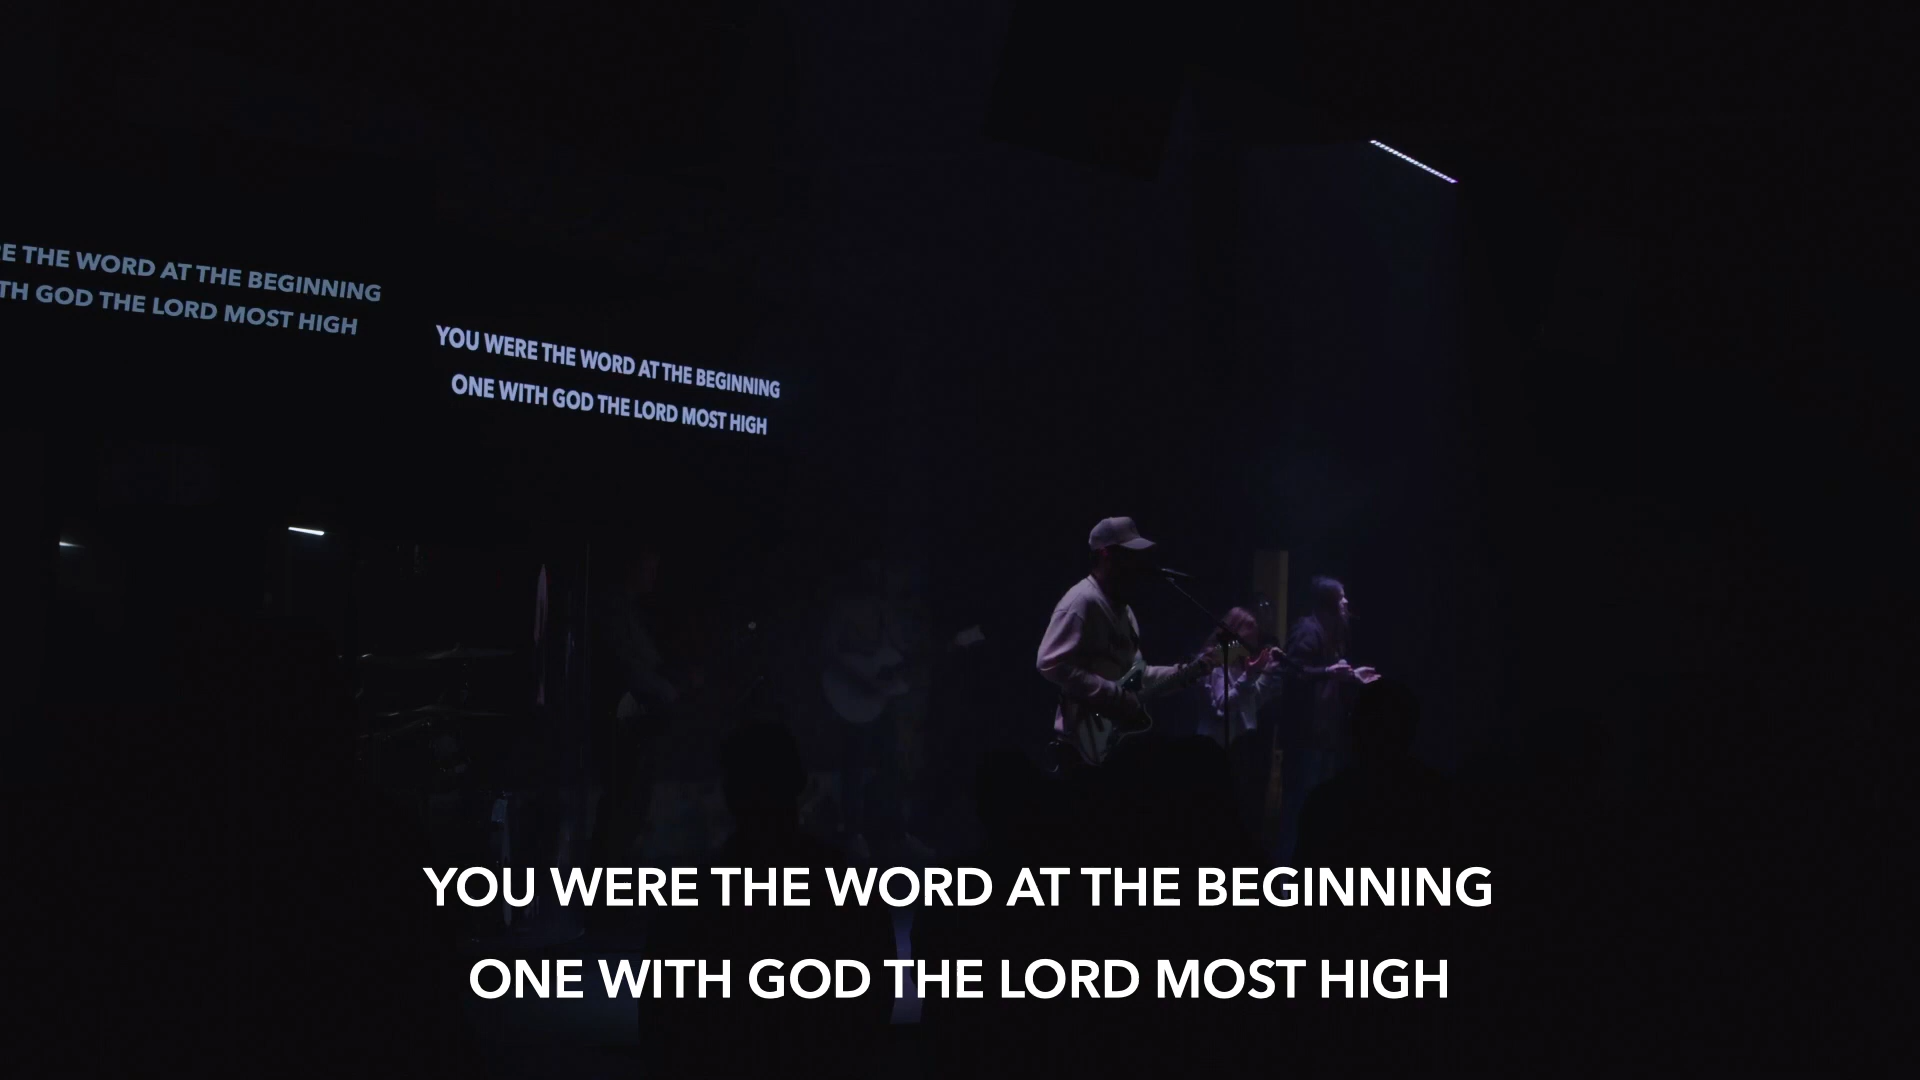 RE THE WORD AT THE BEGINNING
TH GOD THE LORD MOST HIGH
YOU WERE THE WORD AT THE BEGINNING
ONE WITH GOD THE LORD MOST HIGH
YOU WERE THE WORD AT THE BEGINNING
ONE WITH GOD THE LORD MOST HIGH